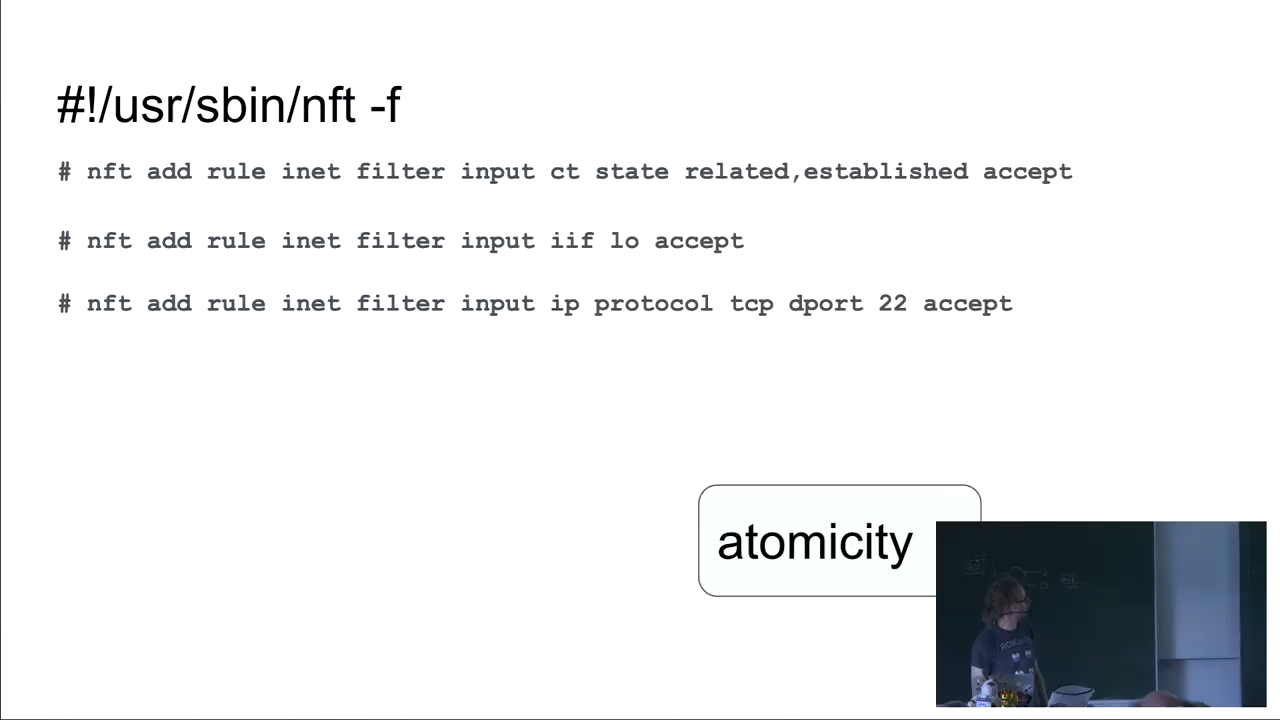 #!/usr/sbin/nft -f
# nft add rule inet filter input ct state related,established accept
# nft add rule inet filter input iif lo accept
# nft add rule inet filter input ip protocol tcp dport 22 accept
atomicity